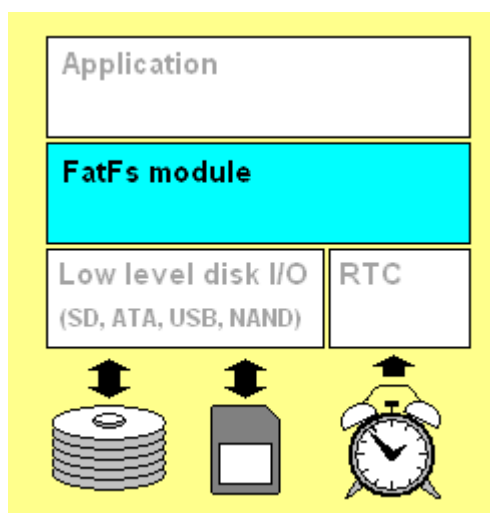 Application
FatFs module
Low level disk I/O
(SD, ATA, USB, NAND)
RTC